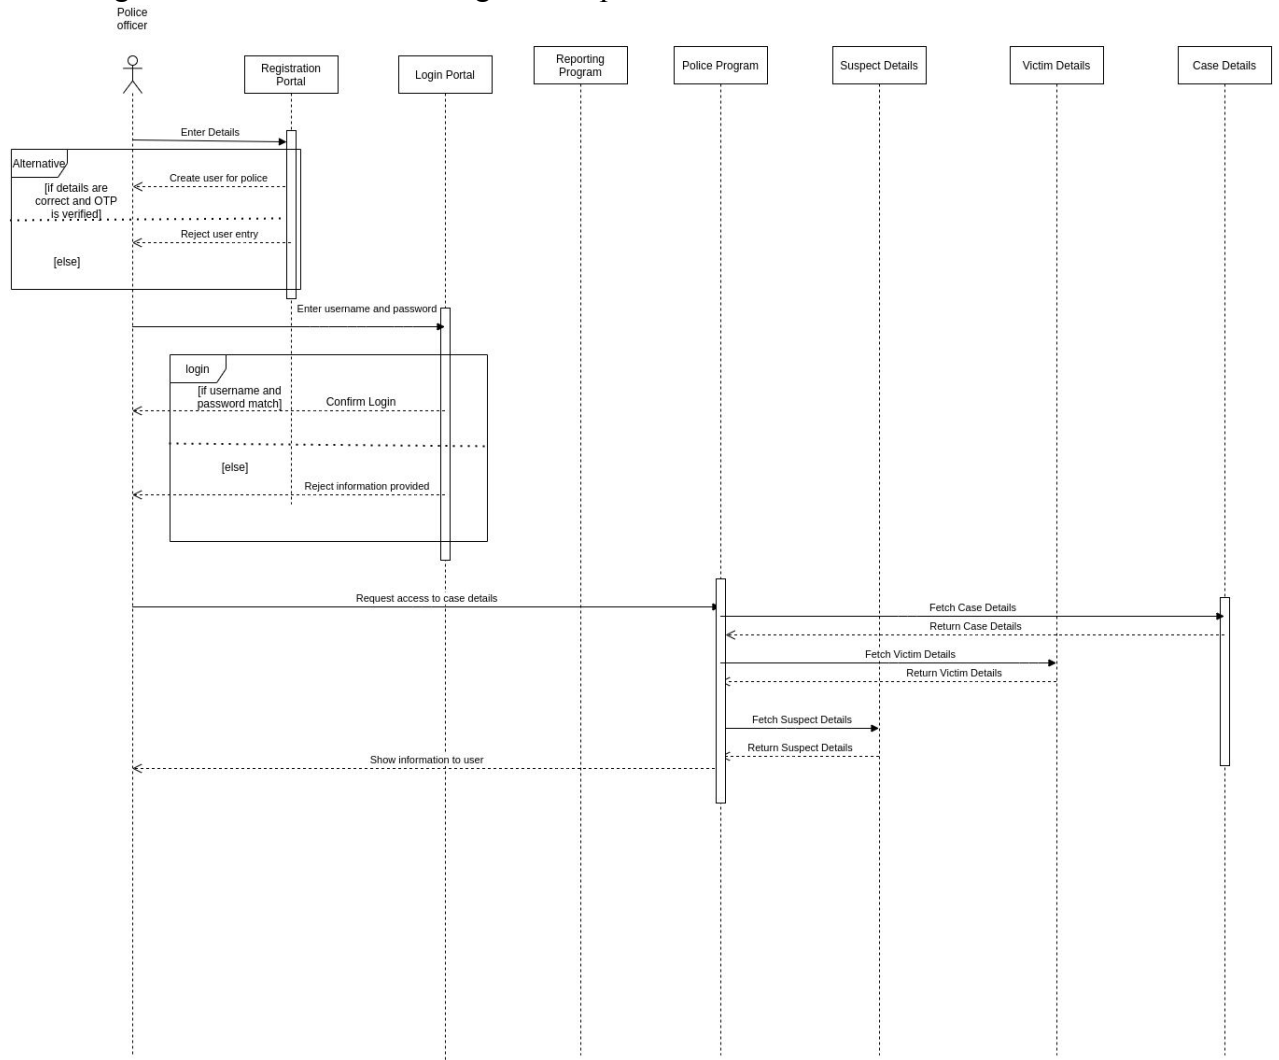 Police
officer
Registration
Portal
Login Portal
Reporting
Program
Police Program
Suspect Details
Victim Details
Case Details
Enter Details
Alternative
Create user for police
[if details are
correct and OTP
is verified]
Reject user entry
[else]
Enter username and password
login
[if username and
password match]
Confirm Login
[else]
Reject information provided
Request access to case details
Fetch Case Details
Return Case Details
Fetch Victim Details
Return Victim Details
Fetch Suspect Details
Return Suspect Details
Show information to user